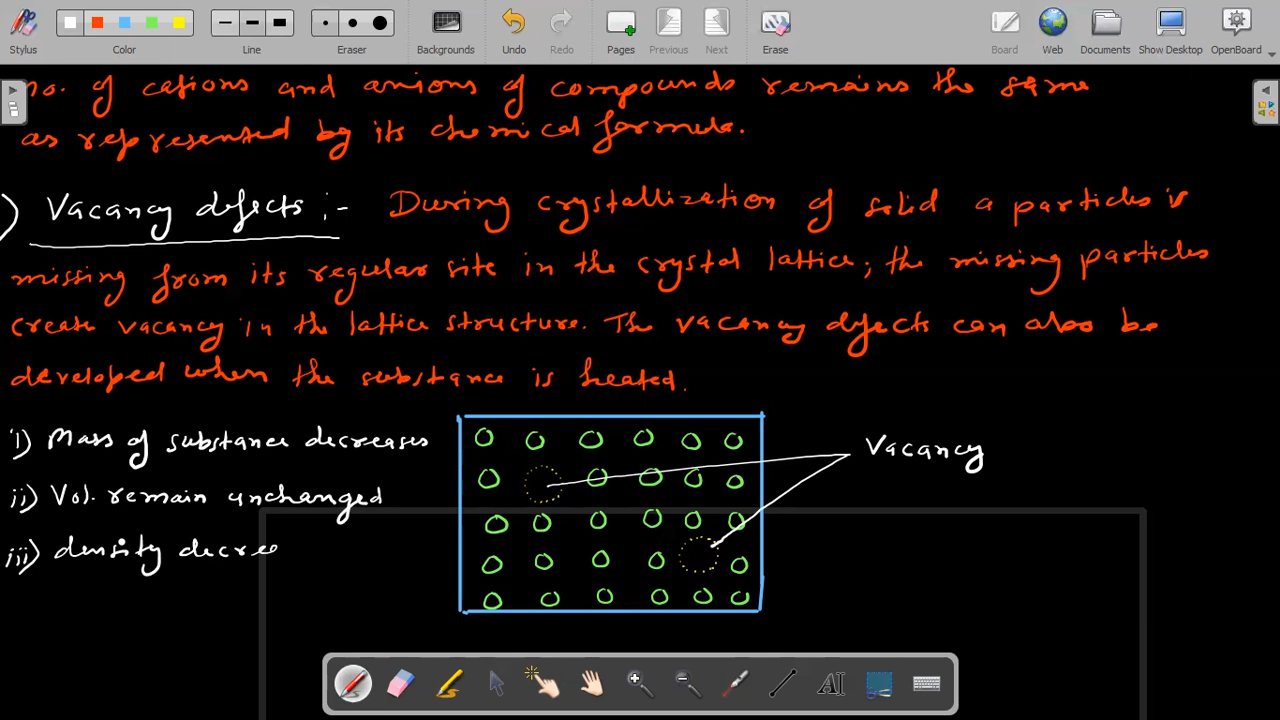 Stylus Color Line Eraser Backgrounds Undo Redo Pages Previous Next Erase Board Web Documents Show Desktop OpenBoard
no. of cations and anions of compounds remains the same
as represented by its chemical formula.
) Vacancy defects :- During crystallization of solid a particles is
missing from its regular site in the crystal lattice; the missing particles
create vacancy in the lattice structure. The vacancy defects can also be
developed when the substance is heated.
i) Mass of substance decreases
Vacancy
ii) Vol. remain unchanged
iii) density decree
AI